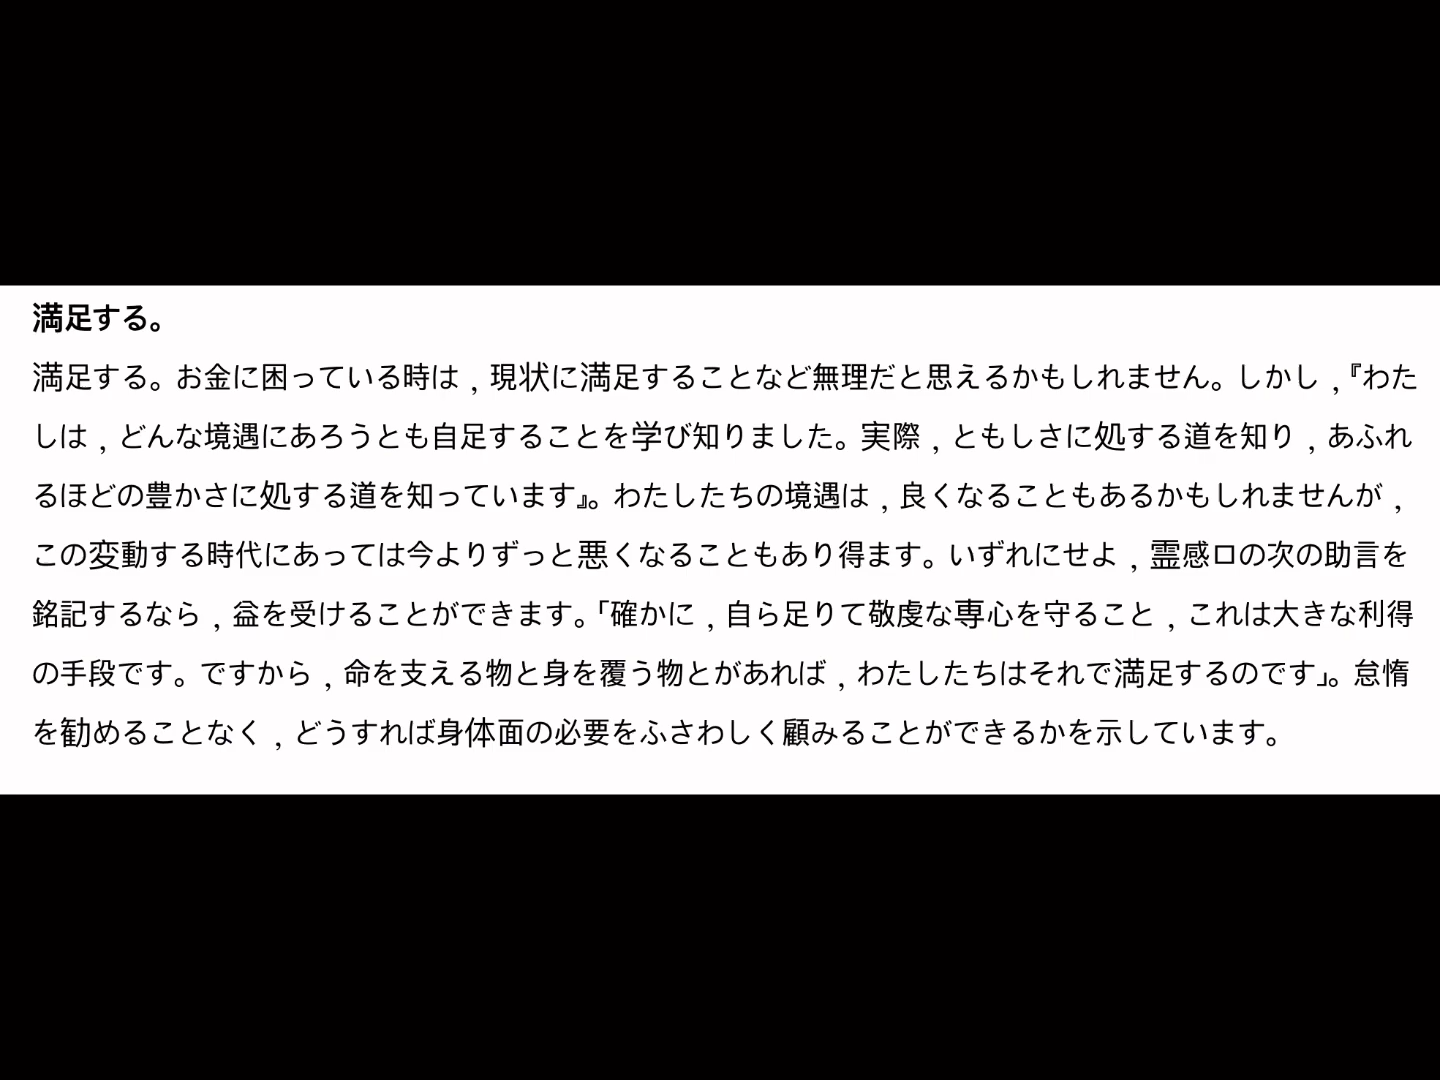 満足する。
満足する。お金に困っている時は , 現状に満足することなど無理だと思えるかもしれません。しかし ,『わた
しは , どんな境遇にあろうとも自足することを学び知りました。実際 , ともしさに処する道を知り , あふれ
るほどの豊かさに処する道を知っています』。わたしたちの境遇は , 良くなることもあるかもしれませんが ,
この変動する時代にあっては今よりずっと悪くなることもあり得ます。いずれにせよ , 霊感ロの次の助言を
銘記するなら , 益を受けることができます。「確かに , 自ら足りて敬虔な専心を守ること , これは大きな利得
の手段です。ですから , 命を支える物と身を覆う物とがあれば , わたしたちはそれで満足するのです」。怠惰
を勧めることなく , どうすれば身体面の必要をふさわしく顧みることができるかを示しています。